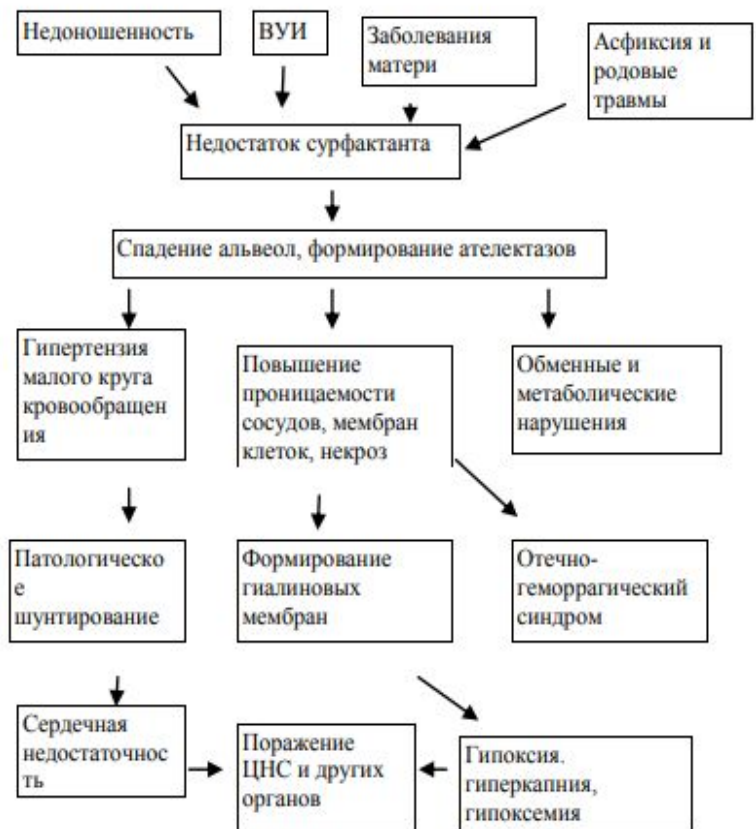 Недоношенность
ВУИ
Заболевания
матери
Асфиксия и
родовые
травмы
Недостаток сурфактанта
Спадение альвеол, формирование ателектазов
Гипертензия
малого круга
кровообращен
ия
Повышение
проницаемости
сосудов, мембран
клеток, некроз
Обменные и
метаболические
нарушения
Патологическо
е
шунтирование
Формирование
гиалиновых
мембран
Отечно-
геморрагический
синдром
Сердечная
недостаточнос
ть
Поражение
ЦНС и других
органов
Гипоксия.
гиперкапния,
гипоксемия